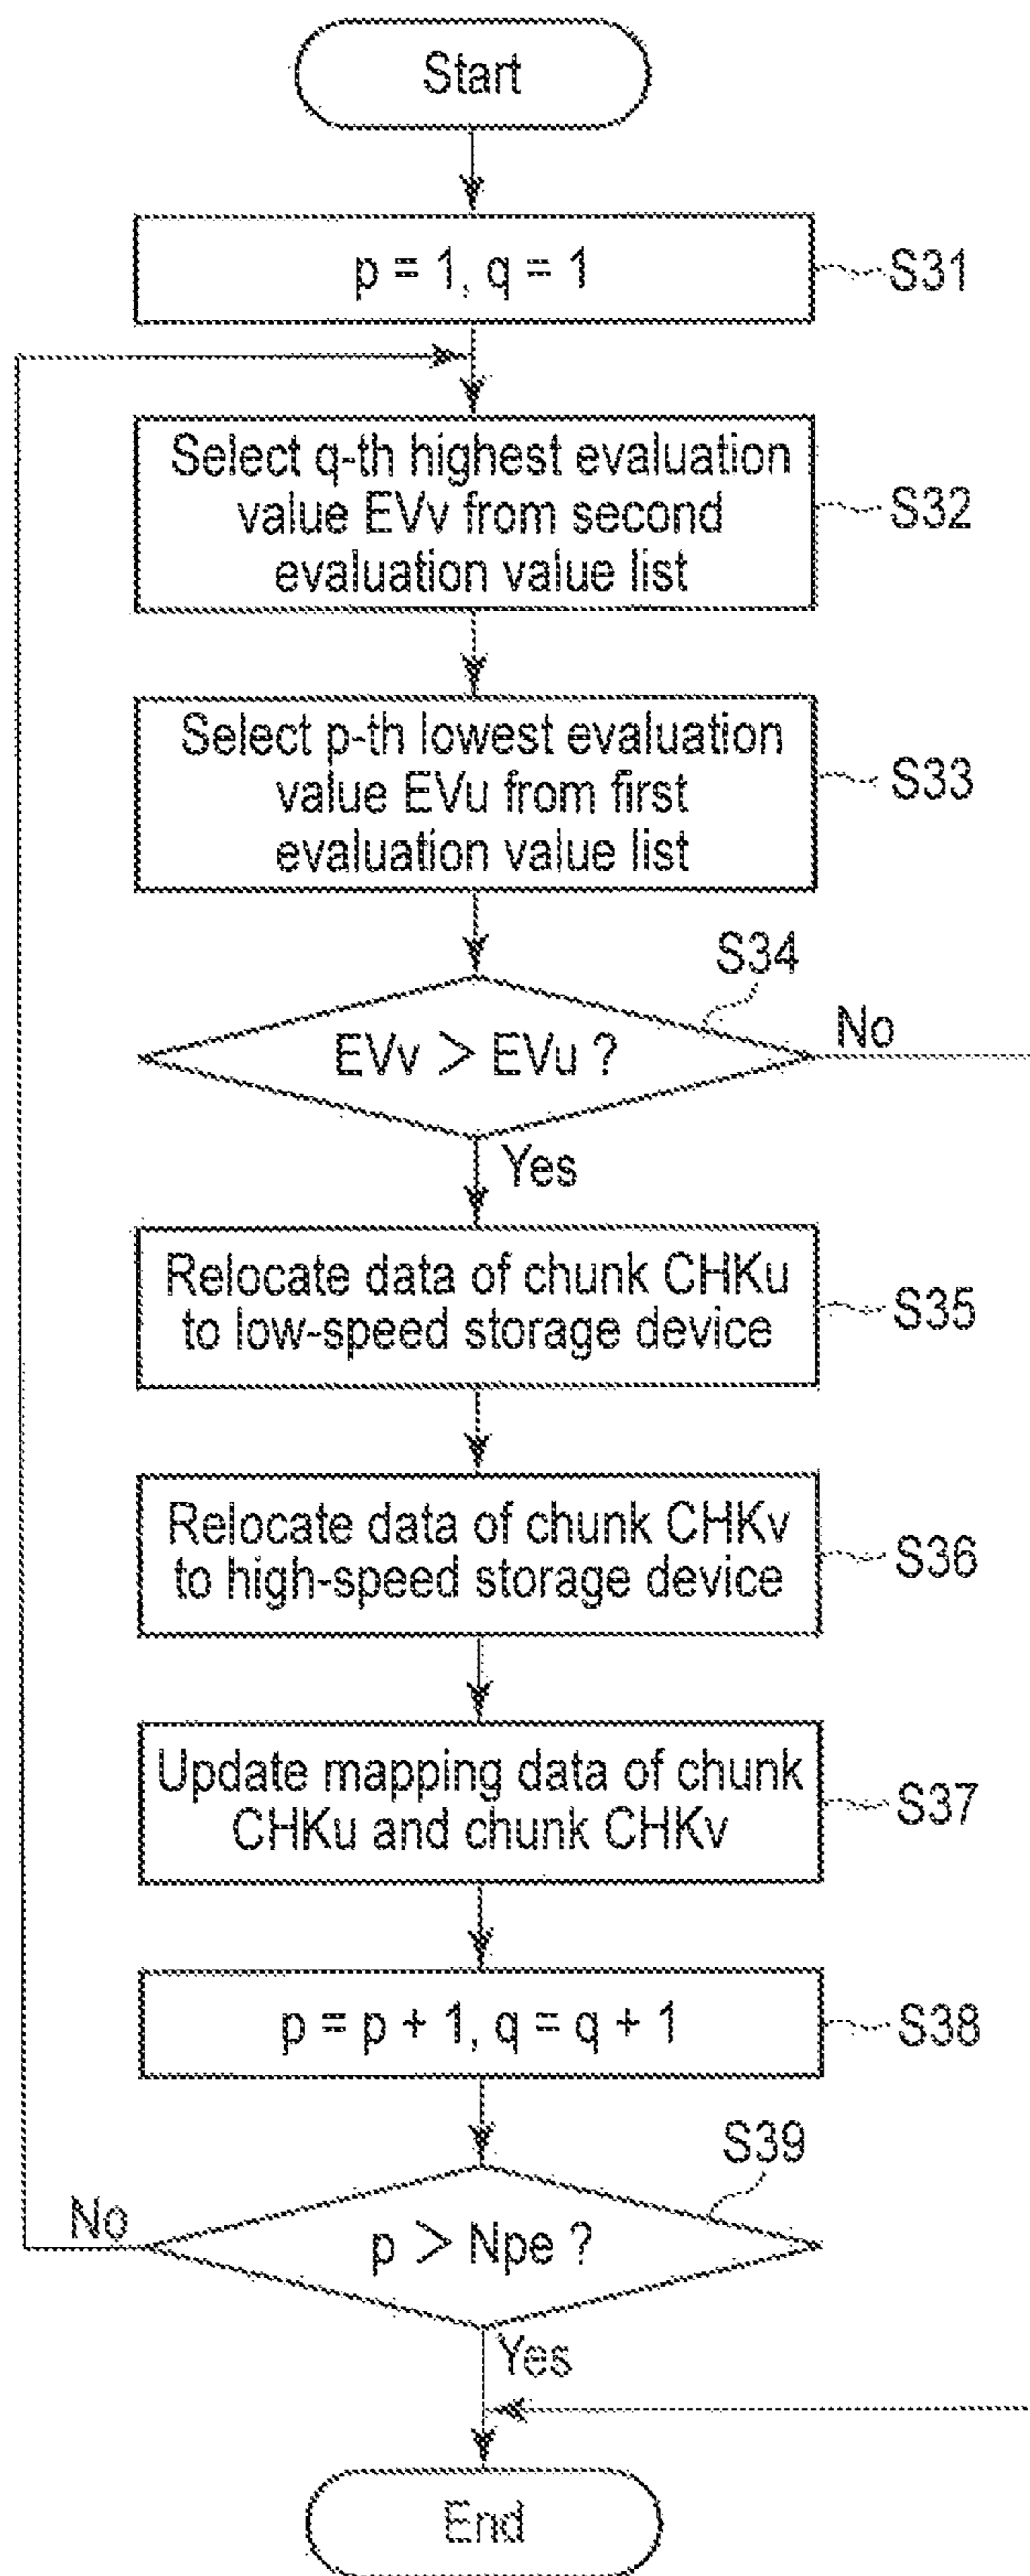 Start
p = 1, q = 1
S31
Select q-th highest evaluation
value EVv from second
evaluation value list
S32
Select p-th lowest evaluation
value EVu from first
evaluation value list
S33
S34
EVv > EVu ?
No
Yes
Relocate data of chunk CHKu
to low-speed storage device
S35
Relocate data of chunk CHKv
to high-speed storage device
S36
Update mapping data of chunk
CHKu and chunk CHKv
S37
p = p + 1, q = q + 1
S38
S39
No
p > Npe ?
Yes
End